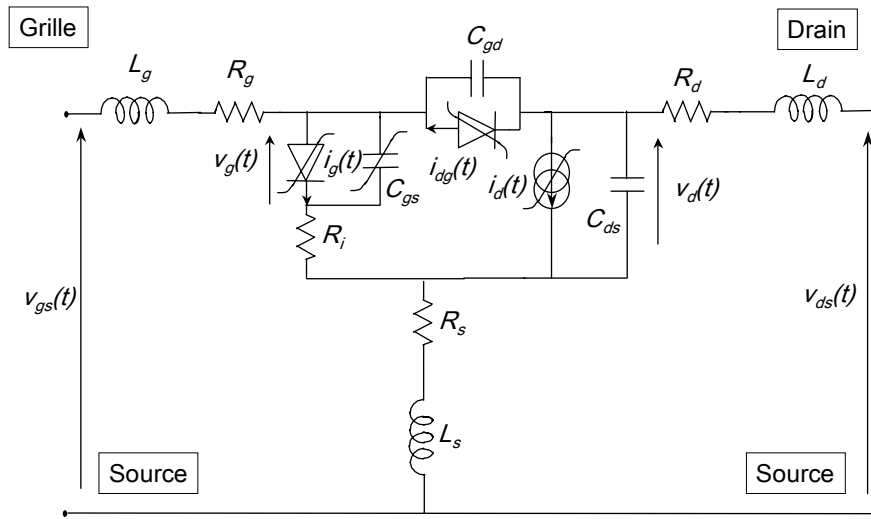 Grille
Drain
C_gd
L_g
R_g
R_d
L_d
v_g(t)
i_g(t)
C_gs
i_dg(t)
i_d(t)
C_ds
v_d(t)
R_i
v_gs(t)
v_ds(t)
R_s
L_s
Source
Source